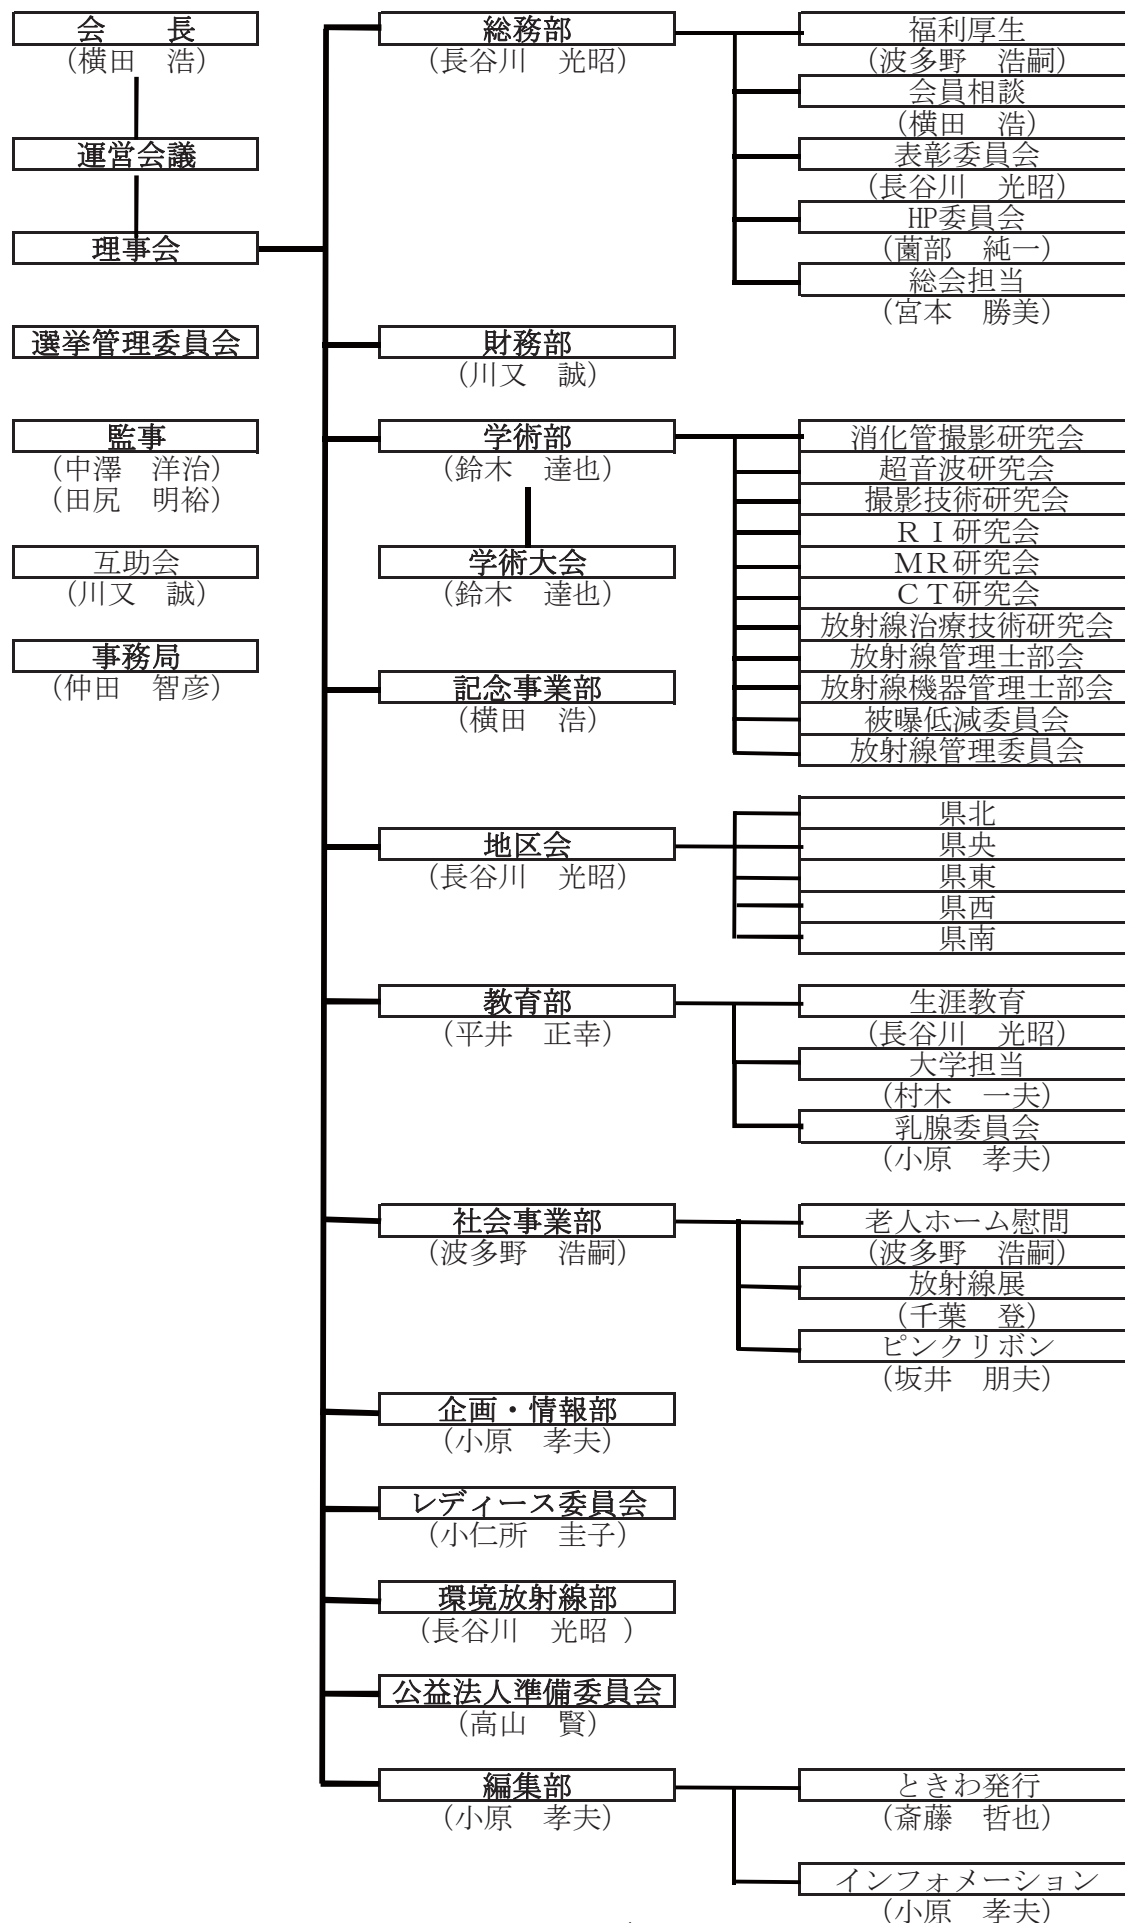 会　　長
(横田　浩)
運営会議
理事会
選挙管理委員会
監事
(中澤　洋治)
(田尻　明裕)
互助会
(川又　誠)
事務局
(仲田　智彦)
総務部
(長谷川　光昭)
財務部
(川又　誠)
学術部
(鈴木　達也)
学術大会
(鈴木　達也)
記念事業部
(横田　浩)
地区会
(長谷川　光昭)
教育部
(平井　正幸)
社会事業部
(波多野　浩嗣)
企画・情報部
(小原　孝夫)
レディース委員会
(小仁所　圭子)
環境放射線部
(長谷川　光昭 )
公益法人準備委員会
(高山　賢)
編集部
(小原　孝夫)
福利厚生
(波多野　浩嗣)
会員相談
(横田　浩)
表彰委員会
(長谷川　光昭)
HP委員会
(薗部　純一)
総会担当
(宮本　勝美)
消化管撮影研究会
超音波研究会
撮影技術研究会
ＲＩ研究会
ＭＲ研究会
ＣＴ研究会
放射線治療技術研究会
放射線管理士部会
放射線機器管理士部会
被曝低減委員会
放射線管理委員会
県北
県央
県東
県西
県南
生涯教育
(長谷川　光昭)
大学担当
(村木　一夫)
乳腺委員会
(小原　孝夫)
老人ホーム慰問
(波多野　浩嗣)
放射線展
(千葉　登)
ピンクリボン
(坂井　朋夫)
ときわ発行
(斎藤　哲也)
インフォメーション
(小原　孝夫)